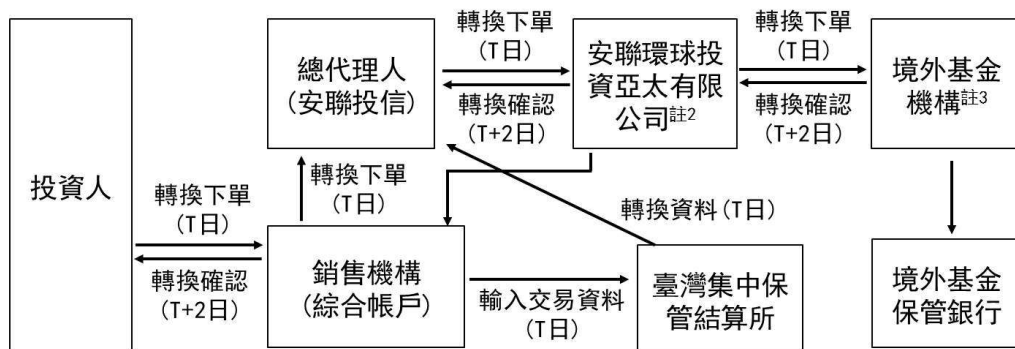 投資人
轉換下單
(T日)
轉換確認
(T+2日)
總代理人
(安聯投信)
轉換下單
(T日)
轉換確認
(T+2日)
安聯環球投
資亞太有限
公司註2
轉換下單
(T日)
轉換確認
(T+2日)
境外基金
機構註3
轉換下單
(T日)
轉換資料(T日)
銷售機構
(綜合帳戶)
輸入交易資料
(T日)
臺灣集中保
管結算所
境外基金
保管銀行